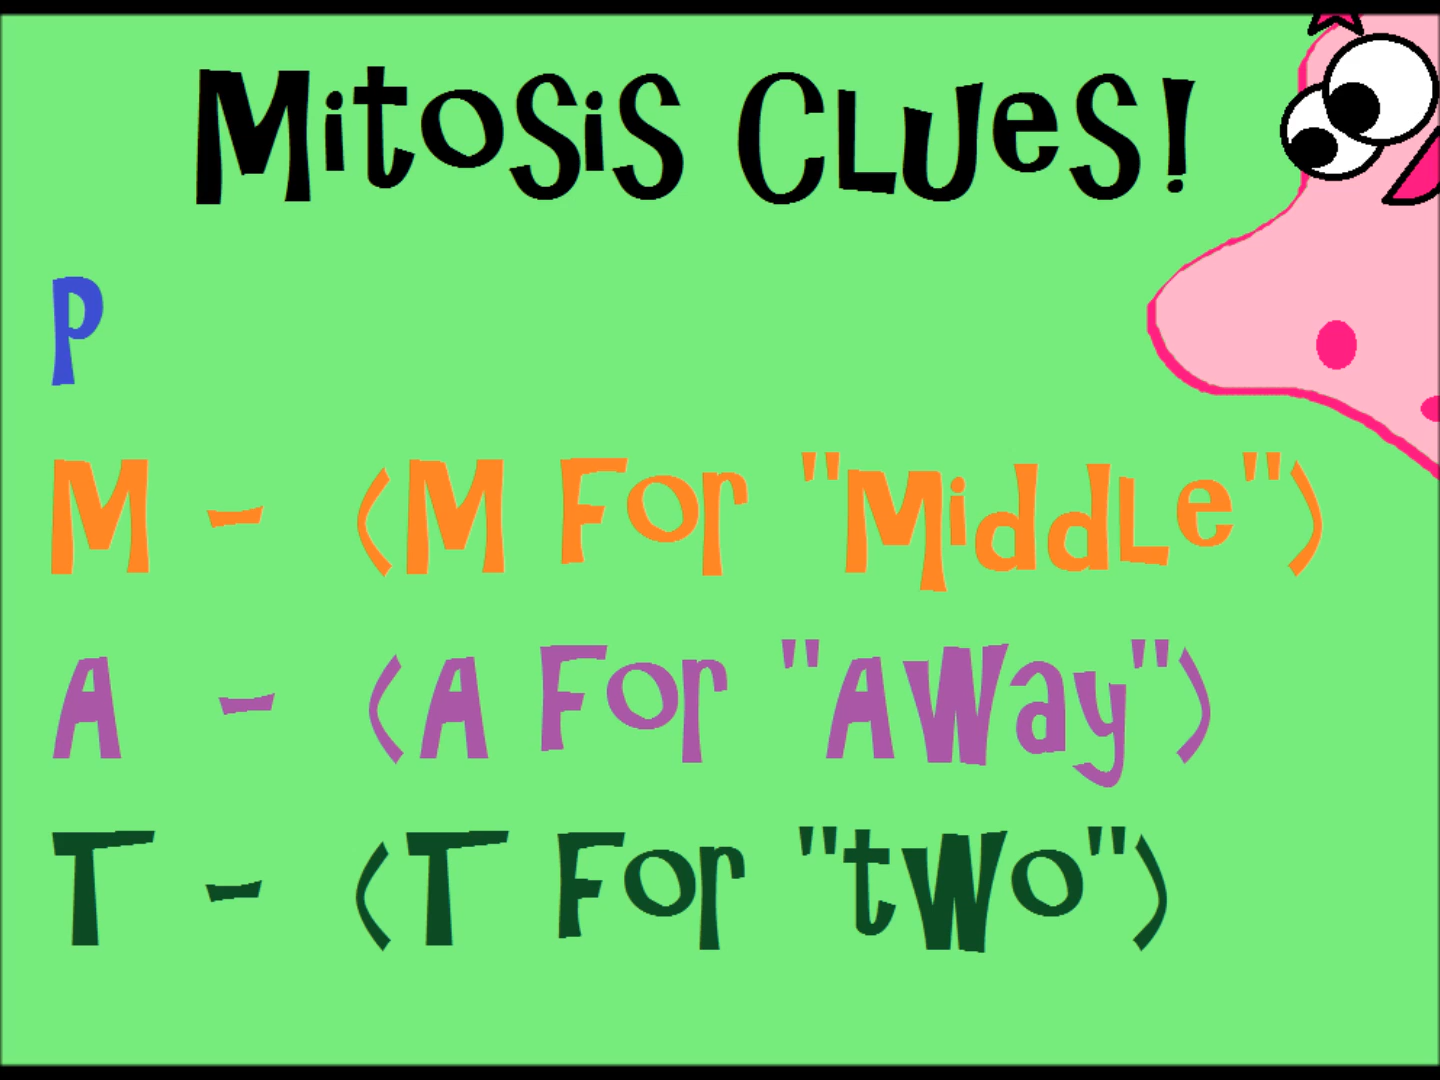 Mitosis Clues!
P
M - (M For "Middle")
A - (A For "Away")
T - (T For "two")